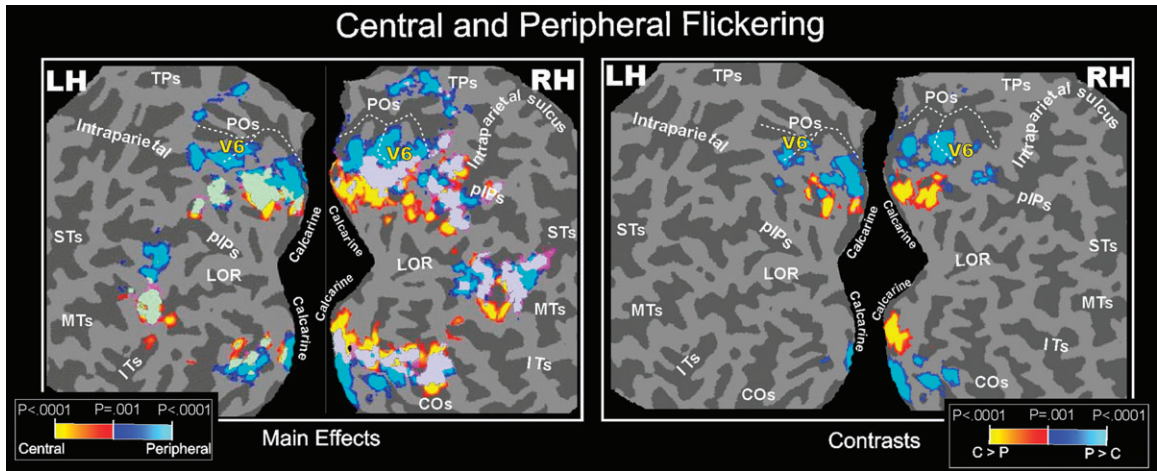 Central and Peripheral Flickering
LH
TPs
POs
V6
Intraparietal
STs
pIPs
LOR
Calcarine
MTs
ITs
Calcarine
RH
TPs
POs
V6
Intraparietal sulcus
pIPs
Calcarine
STs
LOR
Calcarine
MTs
ITs
COs
P<.0001 P=.001 P<.0001
Central Peripheral
Main Effects
LH
TPs
POs
V6
Intraparietal
STs
pIPs
LOR
Calcarine
MTs
ITs
Calcarine
COs
RH
TPs
POs
V6
Intraparietal sulcus
pIPs
Calcarine
STs
LOR
Calcarine
MTs
ITs
COs
Contrasts
P<.0001 P=.001 P<.0001
C > P P > C